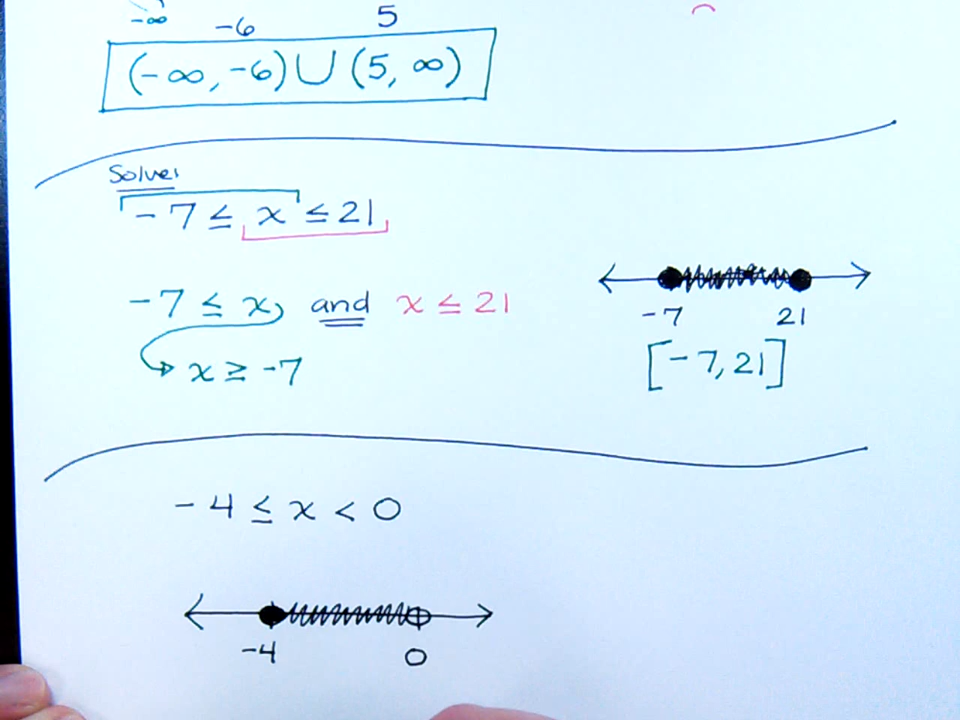 -∞ -6 5
(-∞, -6) ∪ (5, ∞)
Solve:
-7 ≤ x ≤ 21
-7 ≤ x, and x ≤ 21
x ≥ -7
-7 21
[-7, 21]
-4 ≤ x < 0
-4 0